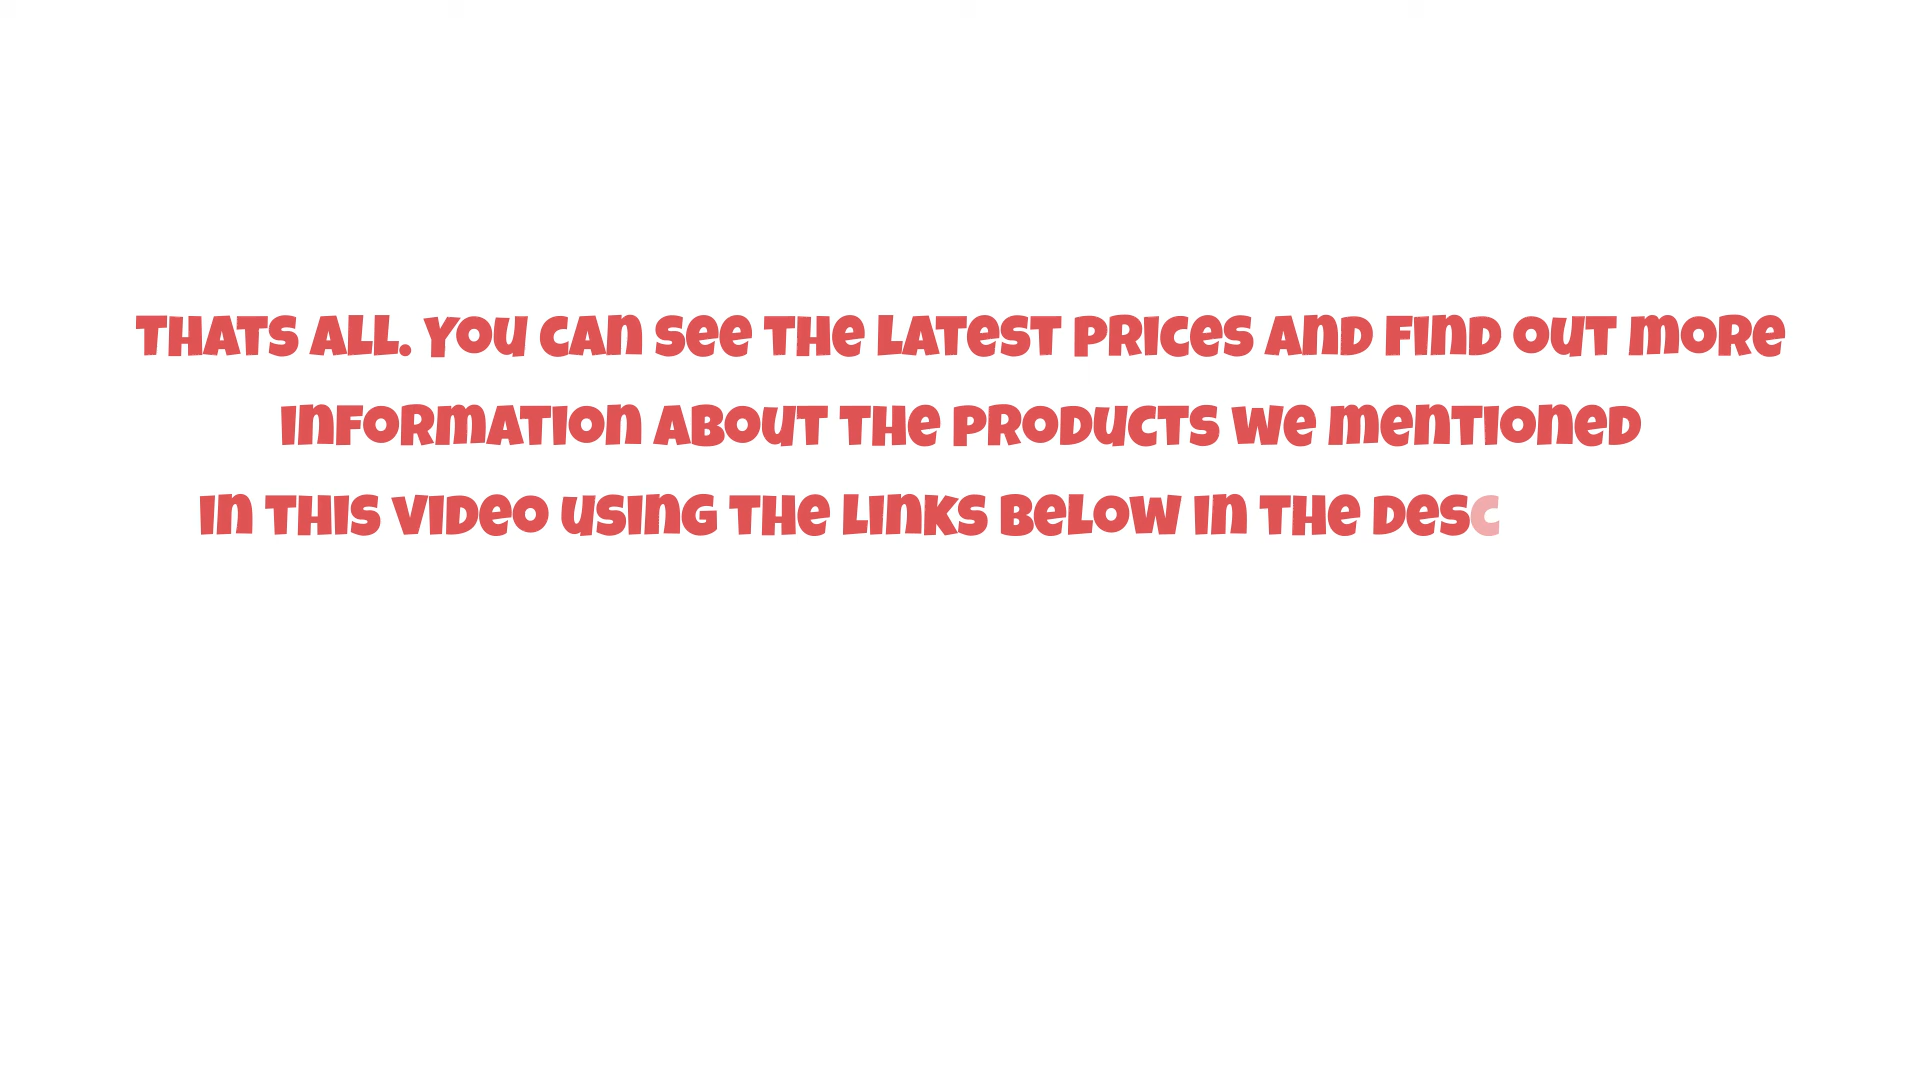 THATS ALL. YOU CAN SEE THE LATEST PRICES AND FIND OUT MORE
INFORMATION ABOUT THE PRODUCTS WE MENTIONED
IN THIS VIDEO USING THE LINKS BELOW IN THE DESC